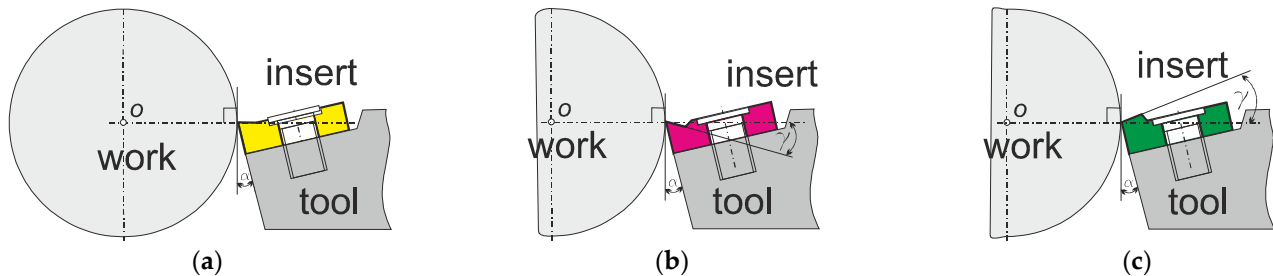 insert
insert
insert
o
o
o
γ
γ
work
work
work
α
α
α
tool
tool
tool
(a)
(b)
(c)